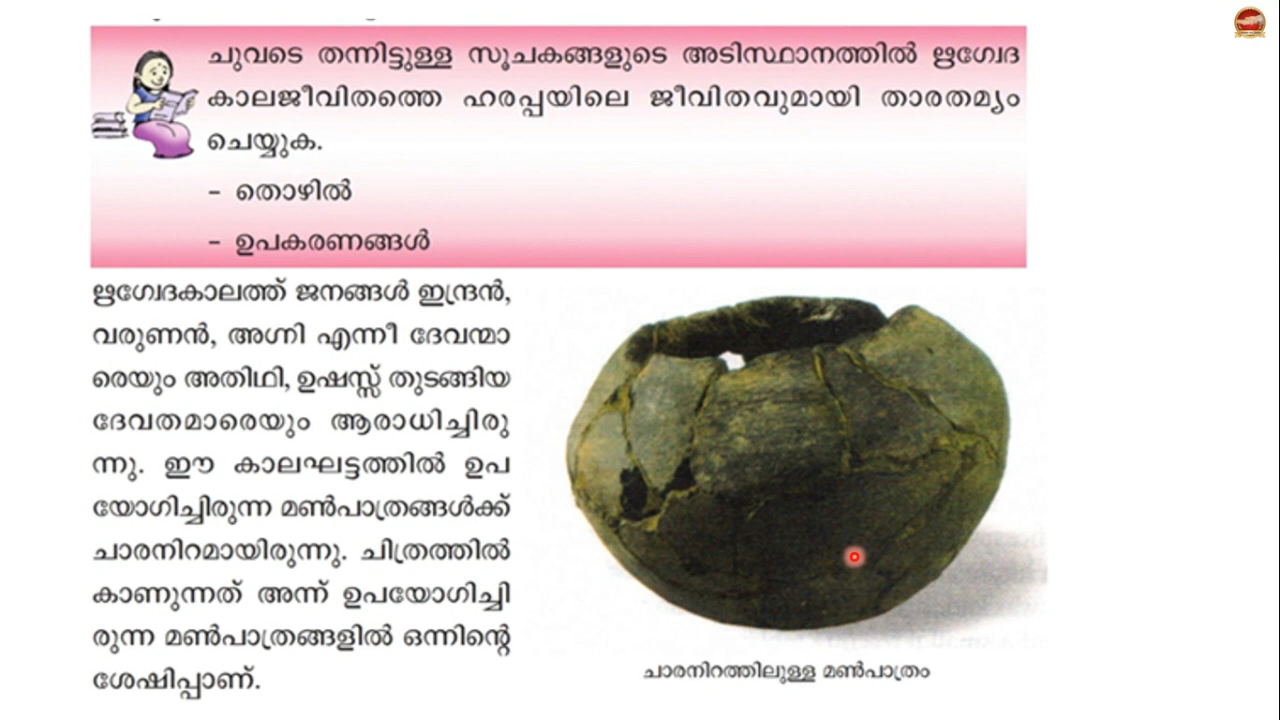 ചുവടെ തന്നിട്ടുള്ള സൂചകങ്ങളുടെ അടിസ്ഥാനത്തിൽ ഋഗ്വേദ
കാലജീവിതത്തെ ഹരപ്പയിലെ ജീവിതവുമായി താരതമ്യം
ചെയ്യുക.
- തൊഴിൽ
- ഉപകരണങ്ങൾ
ഋഗ്വേദകാലത്ത് ജനങ്ങൾ ഇന്ദ്രൻ,
വരുണൻ, അഗ്നി എന്നീ ദേവന്മാ
രെയും അതിഥി, ഉഷസ്സ് തുടങ്ങിയ
ദേവതമാരെയും ആരാധിച്ചിരു
ന്നു. ഈ കാലഘട്ടത്തിൽ ഉപ
യോഗിച്ചിരുന്ന മൺപാത്രങ്ങൾക്ക്
ചാരനിറമായിരുന്നു. ചിത്രത്തിൽ
കാണുന്നത് അന്ന് ഉപയോഗിച്ചി
രുന്ന മൺപാത്രങ്ങളിൽ ഒന്നിന്റെ
ശേഷിപ്പാണ്.
ചാരനിറത്തിലുള്ള മൺപാത്രം